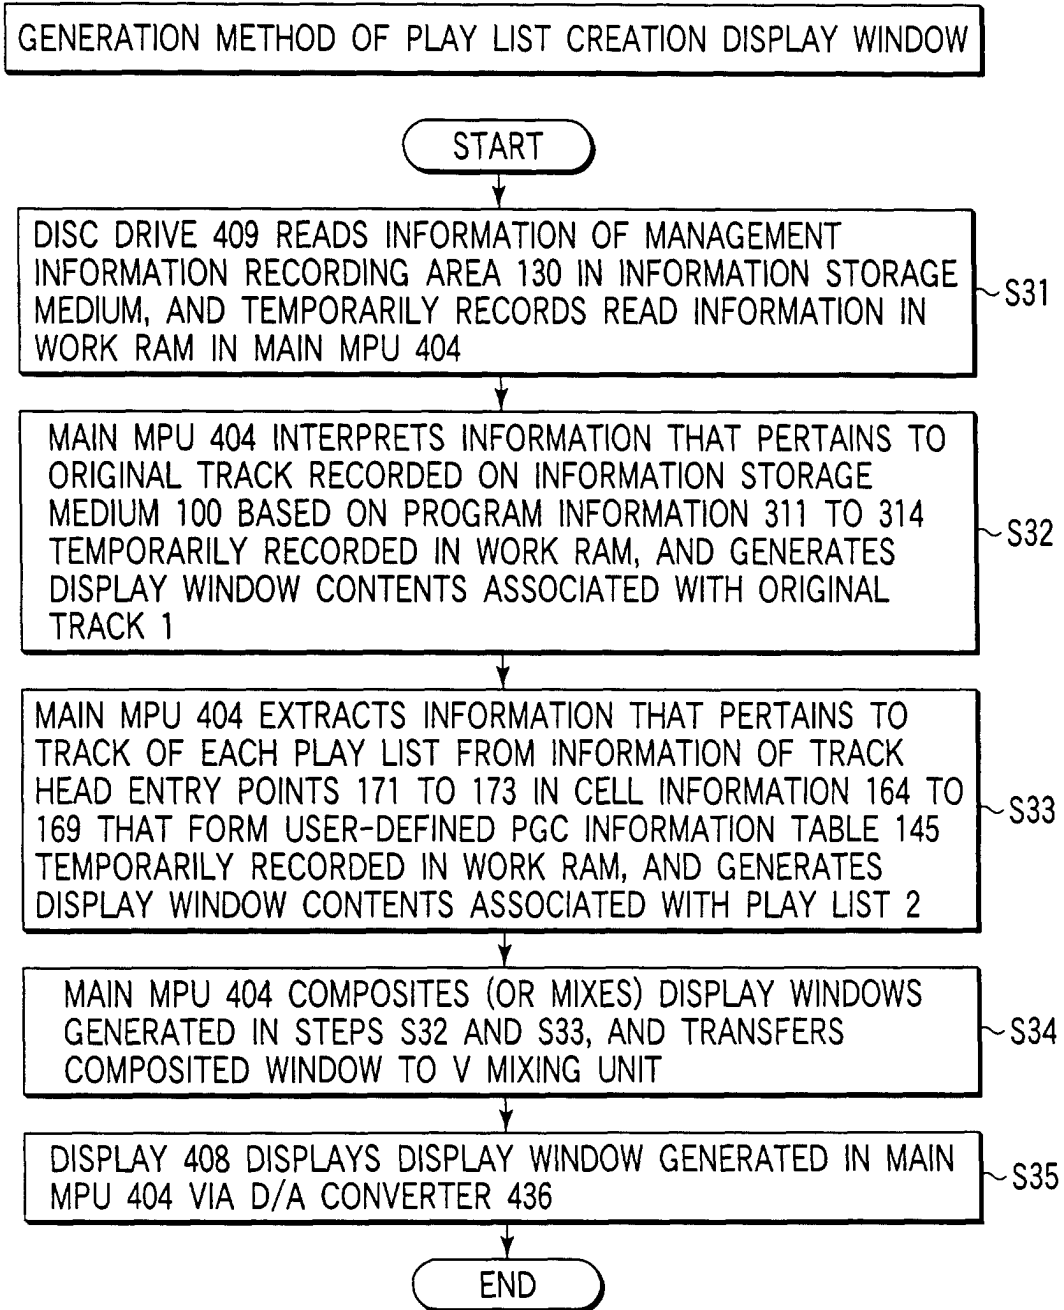 GENERATION METHOD OF PLAY LIST CREATION DISPLAY WINDOW
START
DISC DRIVE 409 READS INFORMATION OF MANAGEMENT
INFORMATION RECORDING AREA 130 IN INFORMATION STORAGE
MEDIUM, AND TEMPORARILY RECORDS READ INFORMATION IN
WORK RAM IN MAIN MPU 404
S31
MAIN MPU 404 INTERPRETS INFORMATION THAT PERTAINS TO
ORIGINAL TRACK RECORDED ON INFORMATION STORAGE
MEDIUM 100 BASED ON PROGRAM INFORMATION 311 TO 314
TEMPORARILY RECORDED IN WORK RAM, AND GENERATES
DISPLAY WINDOW CONTENTS ASSOCIATED WITH ORIGINAL
TRACK 1
S32
MAIN MPU 404 EXTRACTS INFORMATION THAT PERTAINS TO
TRACK OF EACH PLAY LIST FROM INFORMATION OF TRACK
HEAD ENTRY POINTS 171 TO 173 IN CELL INFORMATION 164 TO
169 THAT FORM USER-DEFINED PGC INFORMATION TABLE 145
TEMPORARILY RECORDED IN WORK RAM, AND GENERATES
DISPLAY WINDOW CONTENTS ASSOCIATED WITH PLAY LIST 2
S33
MAIN MPU 404 COMPOSITES (OR MIXES) DISPLAY WINDOWS
GENERATED IN STEPS S32 AND S33, AND TRANSFERS
COMPOSITED WINDOW TO V MIXING UNIT
S34
DISPLAY 408 DISPLAYS DISPLAY WINDOW GENERATED IN MAIN
MPU 404 VIA D/A CONVERTER 436
S35
END